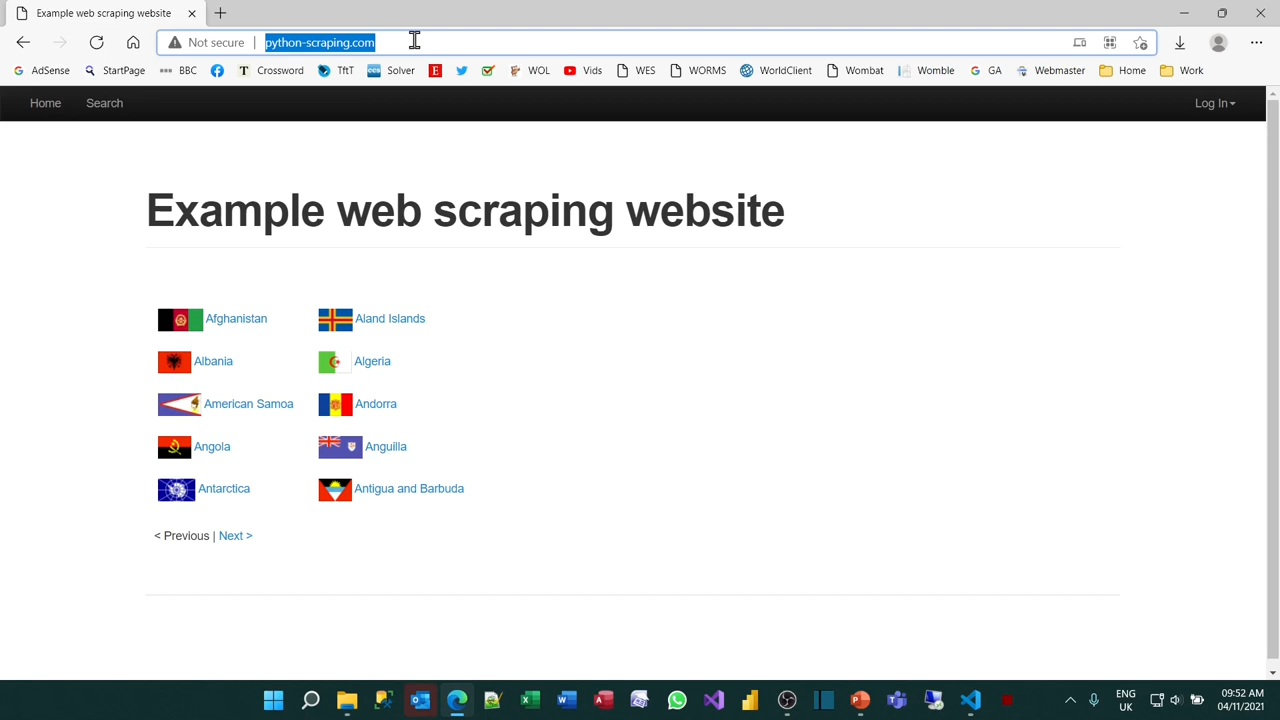 Example web scraping website
Not secure | python-scraping.com
AdSense StartPage BBC Crossword TftT Solver WOL Vids WES WORMS WorldClient Wombat Womble GA Webmaster Home Work
Home Search Log In
Example web scraping website
Afghanistan Aland Islands
Albania Algeria
American Samoa Andorra
Angola Anguilla
Antarctica Antigua and Barbuda
< Previous | Next >
ENG 09:52 AM
UK 04/11/2021